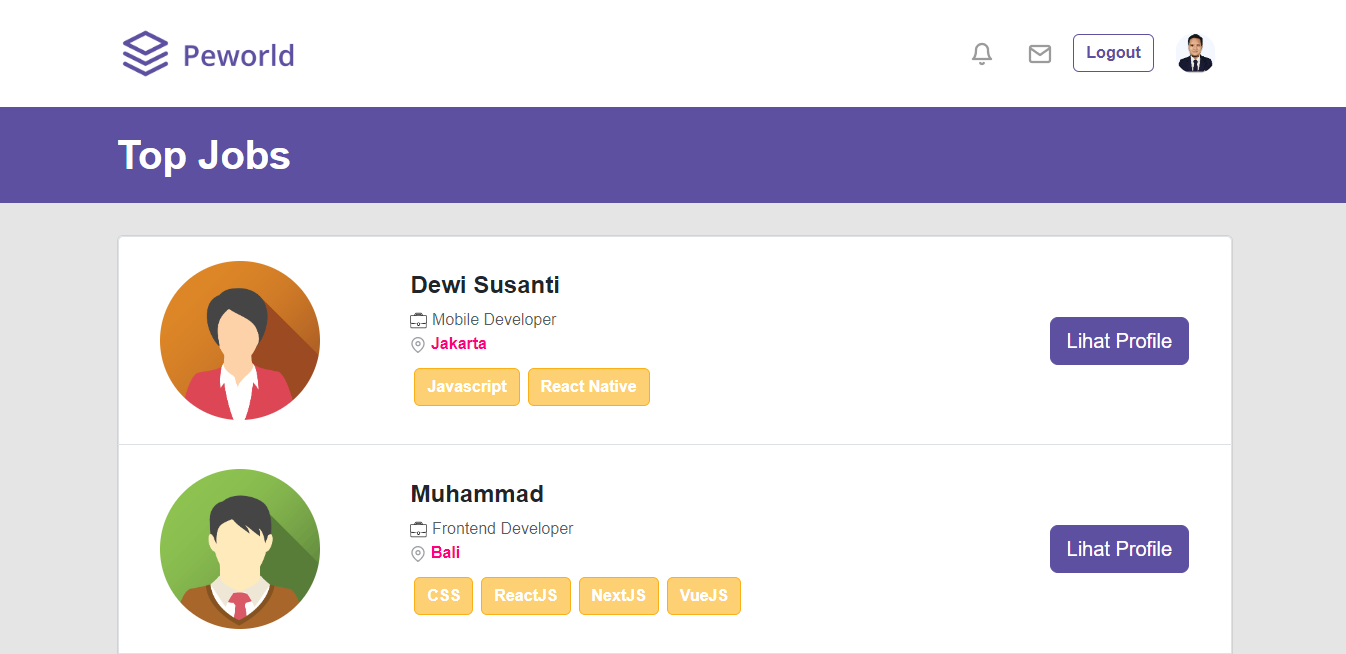 Peworld
Logout
Top Jobs
Dewi Susanti
Mobile Developer
Jakarta
Lihat Profile
Javascript React Native
Muhammad
Frontend Developer
Bali
Lihat Profile
CSS ReactJS NextJS VueJS